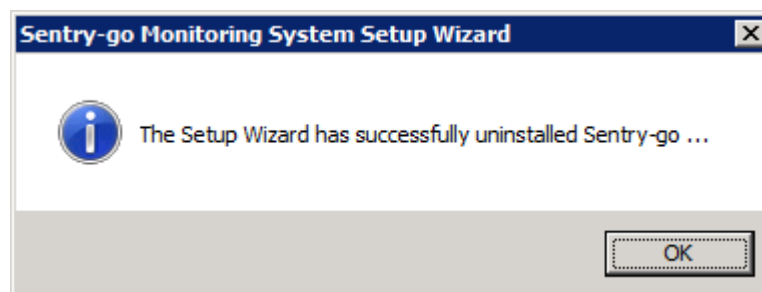 Sentry-go Monitoring System Setup Wizard
The Setup Wizard has successfully uninstalled Sentry-go ...
OK